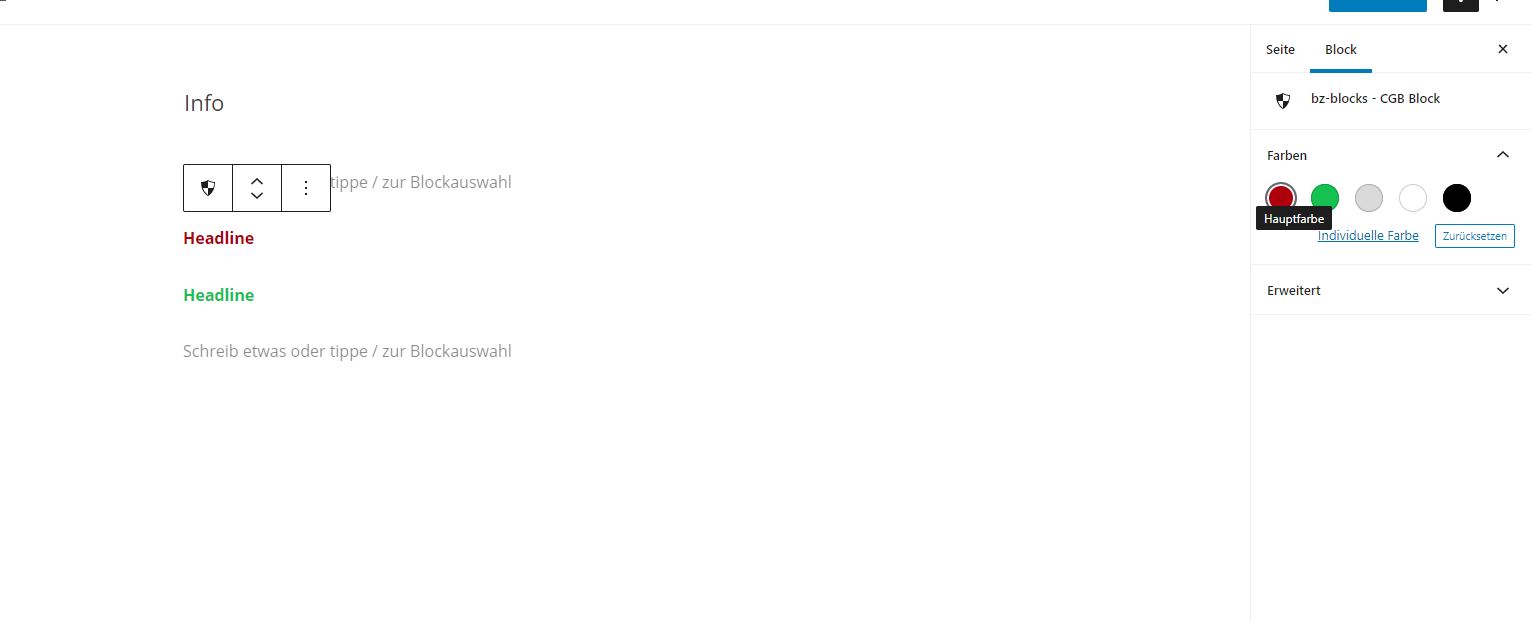 Seite Block
bz-blocks - CGB Block
Farben
Hauptfarbe
Individuelle Farbe Zurücksetzen
Erweitert
Info
tippe / zur Blockauswahl
Headline
Headline
Schreib etwas oder tippe / zur Blockauswahl